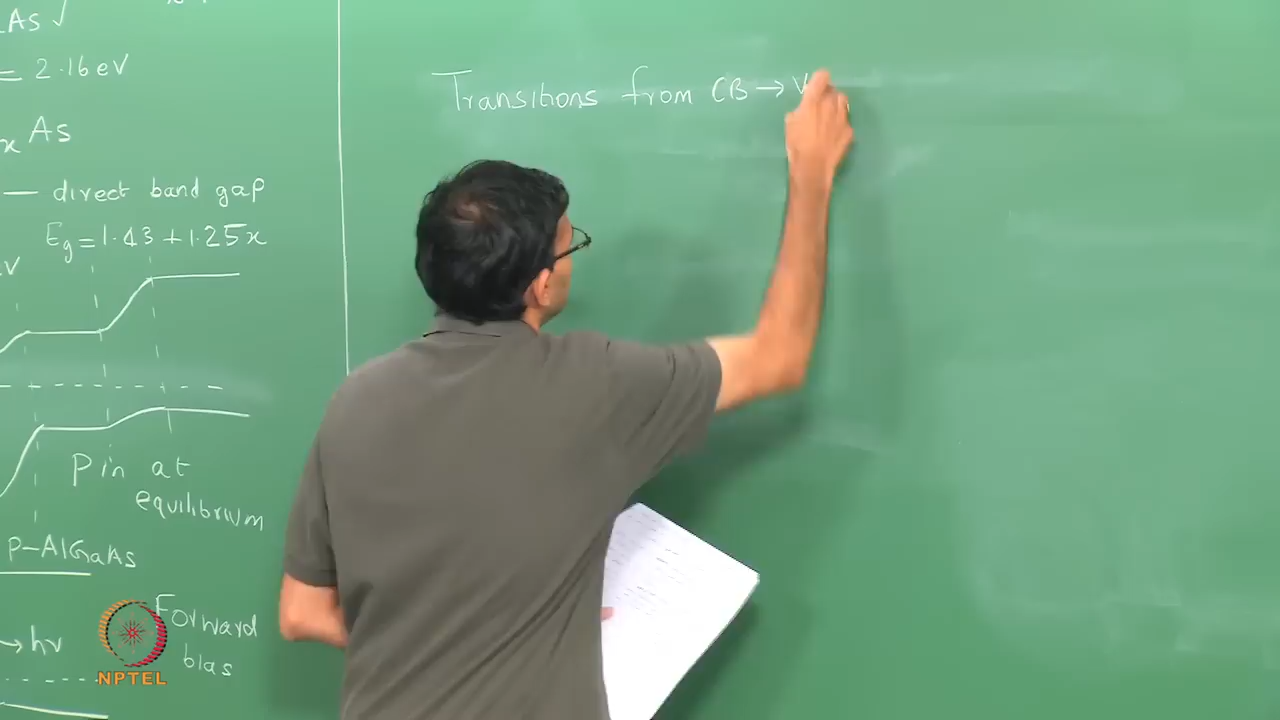 As √
= 2.16 eV
x As
— direct band gap
Eg = 1.43 + 1.25x
V
Pin at
equilibrium
P-AlGaAs
Forward
bias
→ hν
NPTEL
Transitions from CB → V